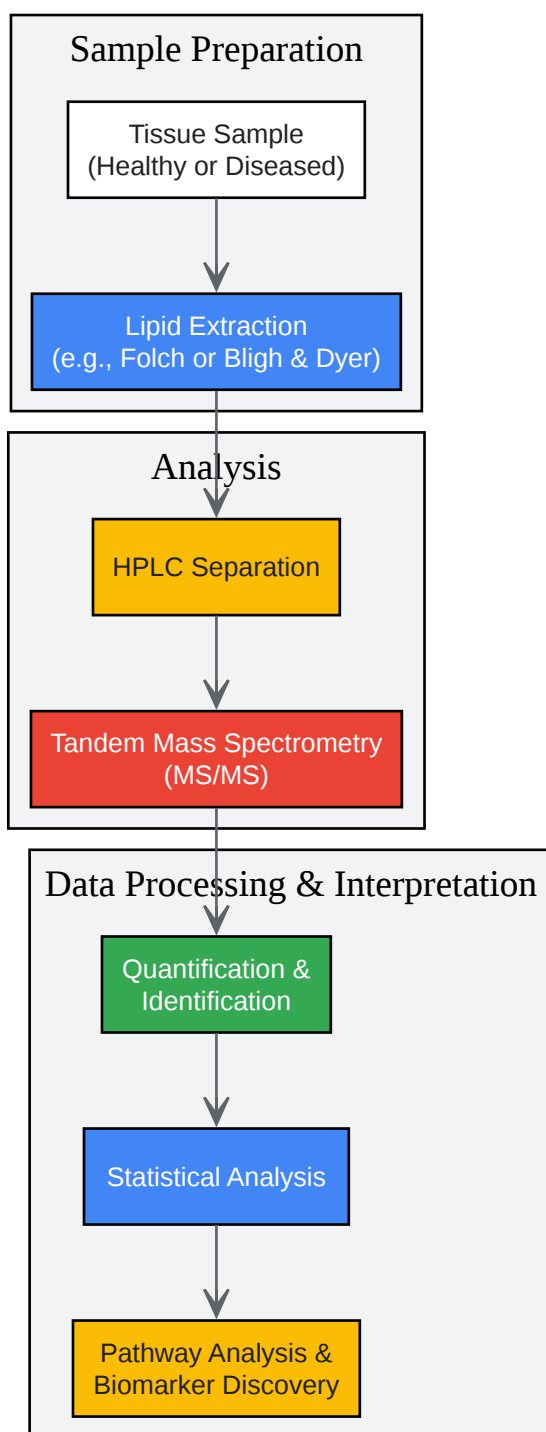 Sample Preparation
Tissue Sample
(Healthy or Diseased)
Lipid Extraction
(e.g., Folch or Bligh & Dyer)
Analysis
HPLC Separation
Tandem Mass Spectrometry
(MS/MS)
Data Processing & Interpretation
Quantification &
Identification
Statistical Analysis
Pathway Analysis &
Biomarker Discovery